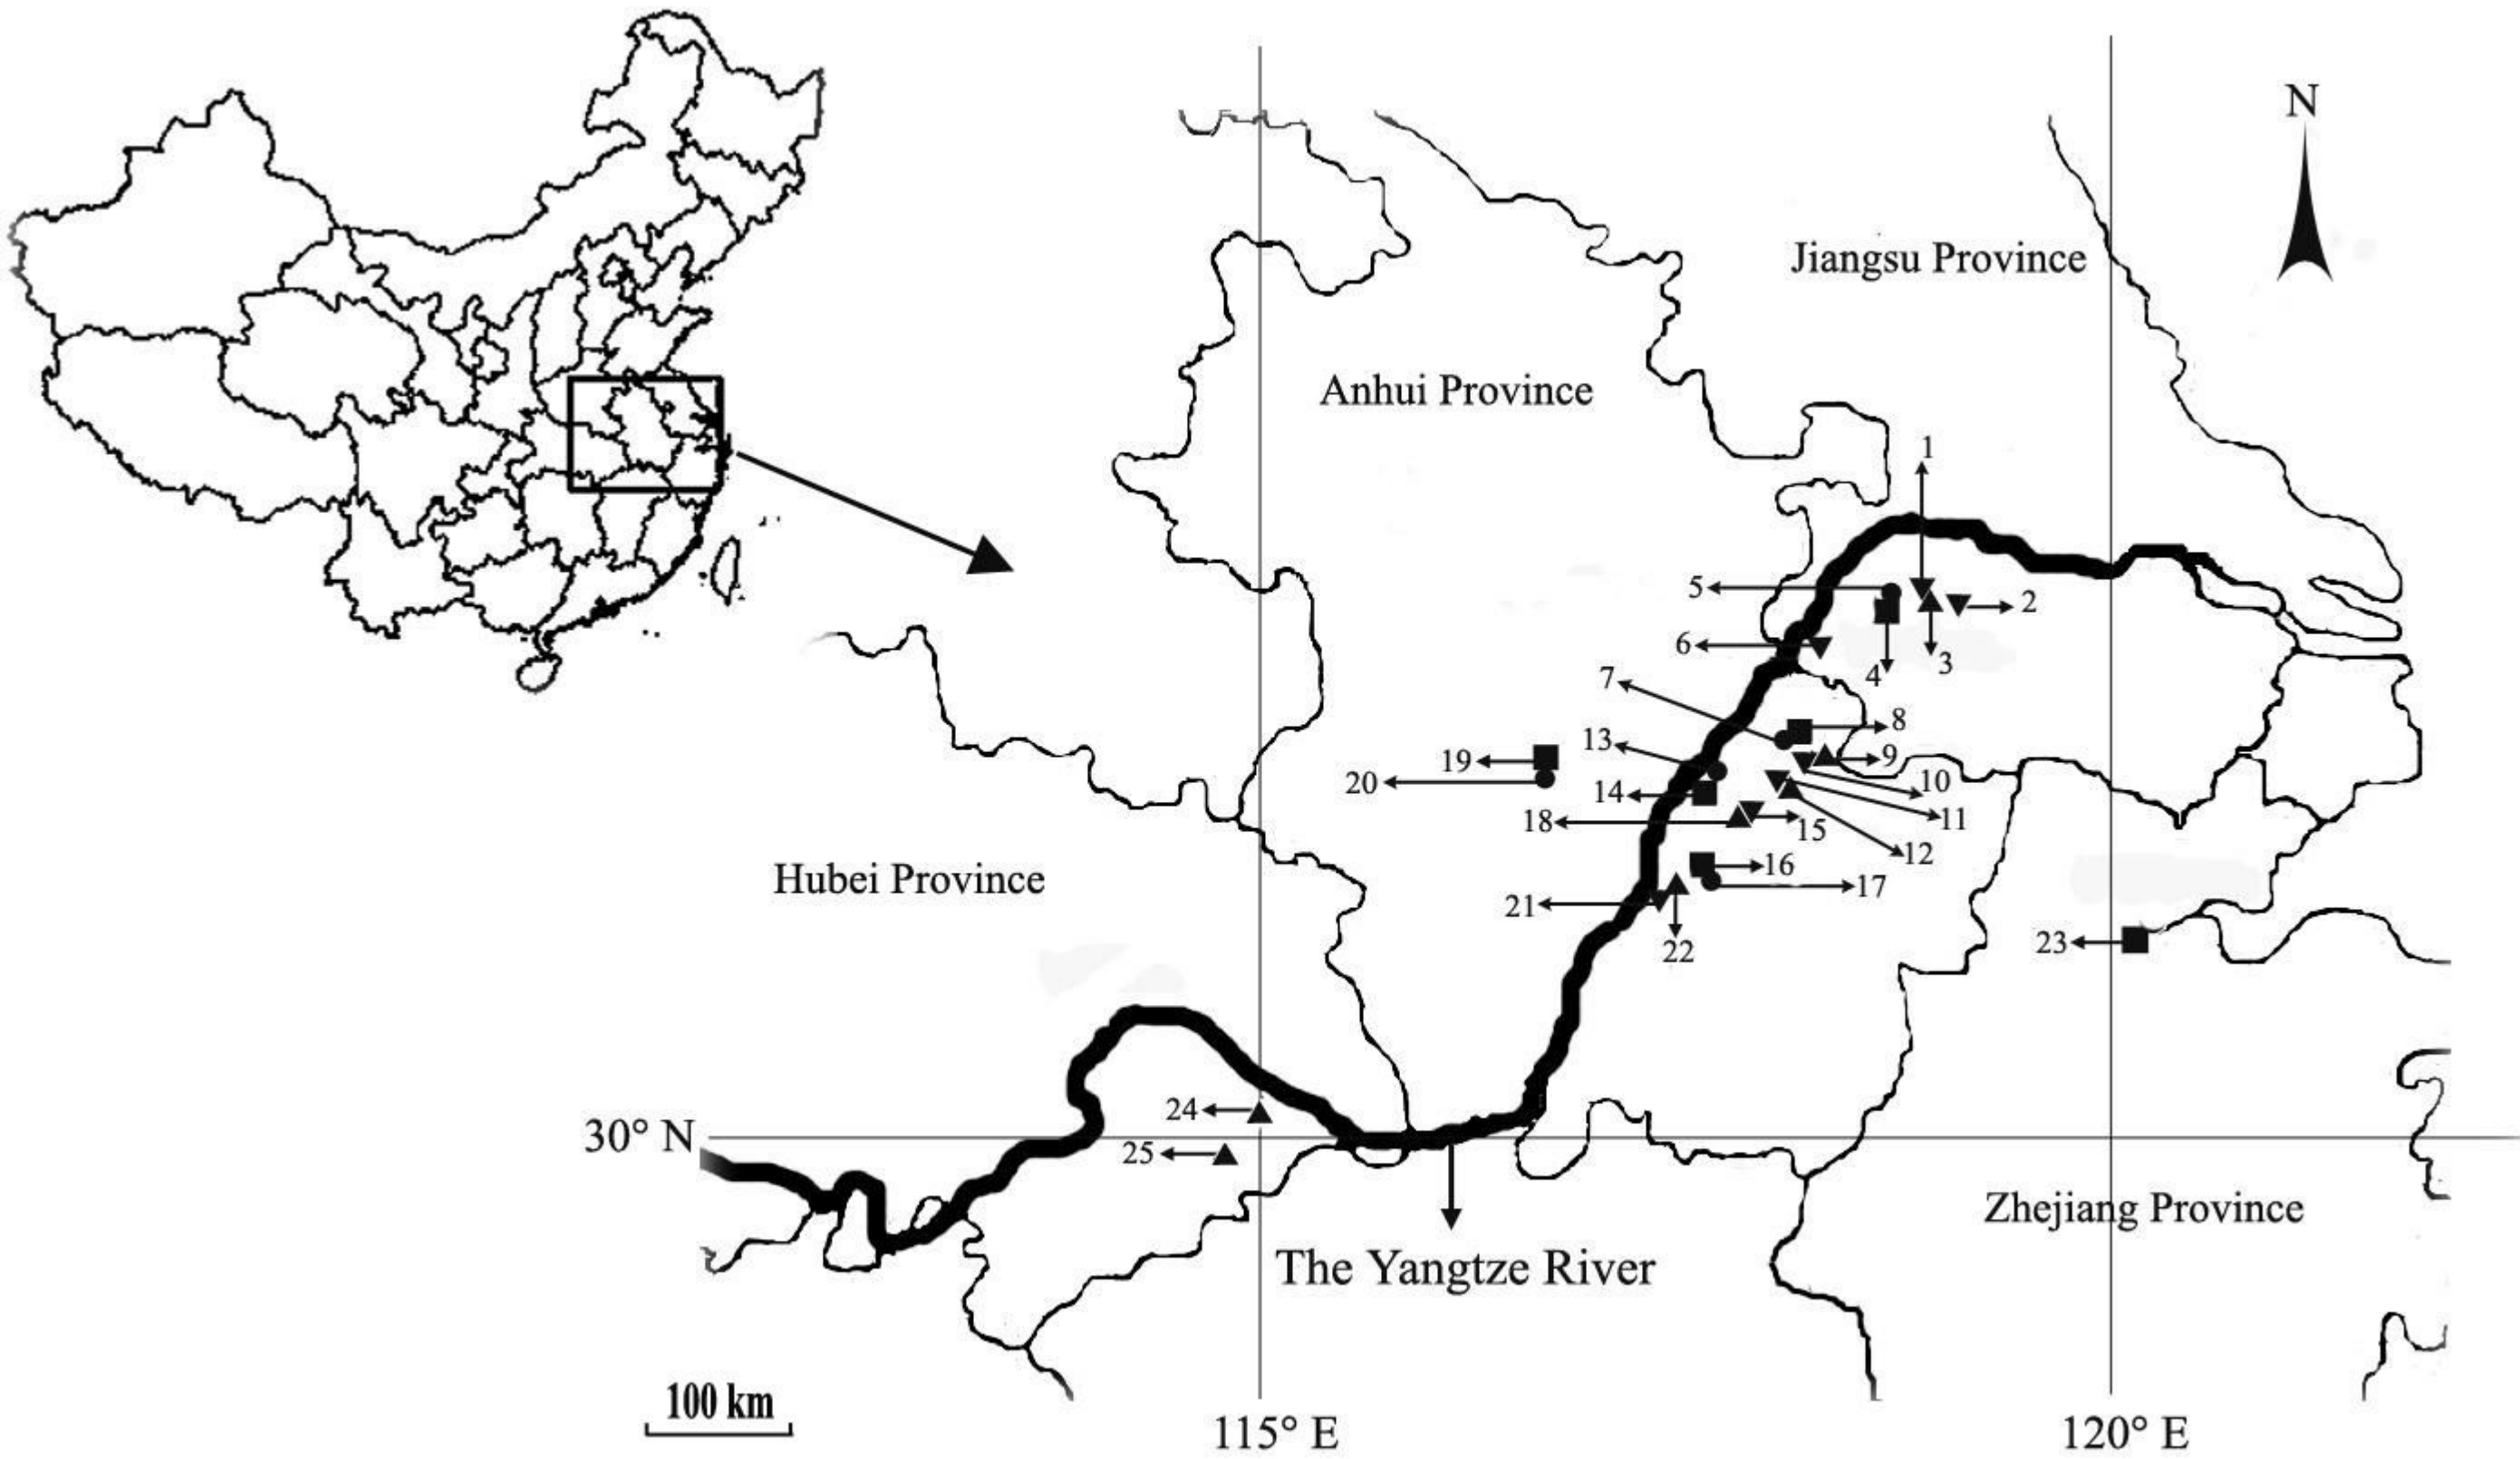 N
Jiangsu Province
Anhui Province
1
5
2
6
3
4
7
8
13
9
19
10
20
14
11
18
15
12
16
Hubei Province
17
21
22
23
24
30° N
25
Zhejiang Province
The Yangtze River
100 km
115° E
120° E